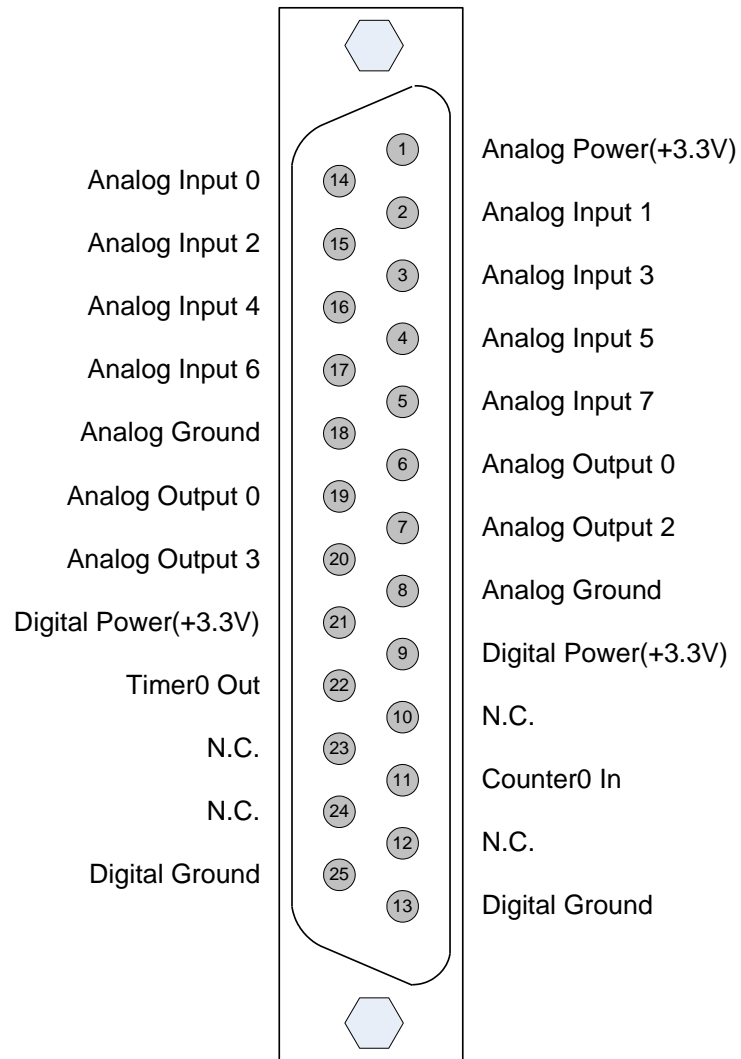 1 Analog Power(+3.3V)
Analog Input 0 14
2 Analog Input 1
Analog Input 2 15
3 Analog Input 3
Analog Input 4 16
4 Analog Input 5
Analog Input 6 17
5 Analog Input 7
Analog Ground 18
6 Analog Output 0
Analog Output 0 19
7 Analog Output 2
Analog Output 3 20
8 Analog Ground
Digital Power(+3.3V) 21
9 Digital Power(+3.3V)
Timer0 Out 22
10 N.C.
N.C. 23
11 Counter0 In
N.C. 24
12 N.C.
Digital Ground 25
13 Digital Ground